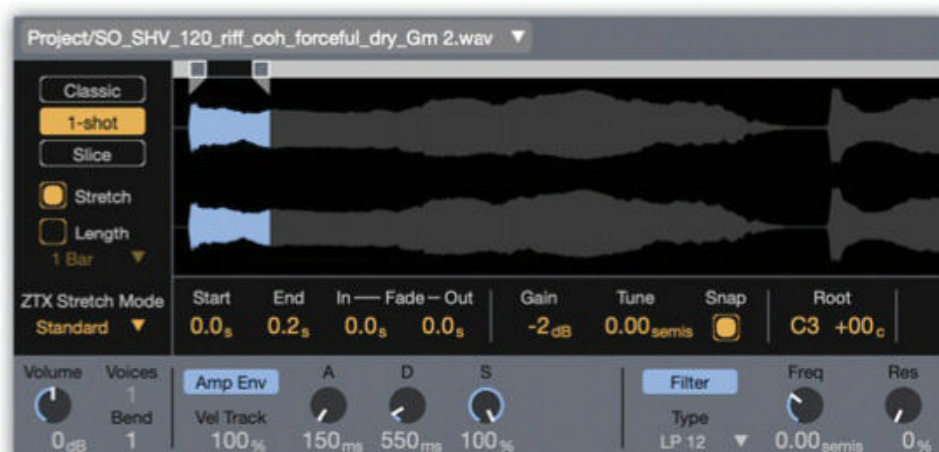 Project/SO_SHV_120_riff_ooh_forceful_dry_Gm 2.wav
Classic
1-shot
Slice
Stretch
Length
1 Bar
ZTX Stretch Mode
Standard
Start End In — Fade – Out Gain Tune Snap Root
0.0s 0.2s 0.0s 0.0s -2dB 0.00semis C3 +00c
Volume Voices
1
Bend
0dB 1
Amp Env A D S
Vel Track
100% 150ms 550ms 100%
Filter Freq Res
Type
LP 12 0.00semis 0%